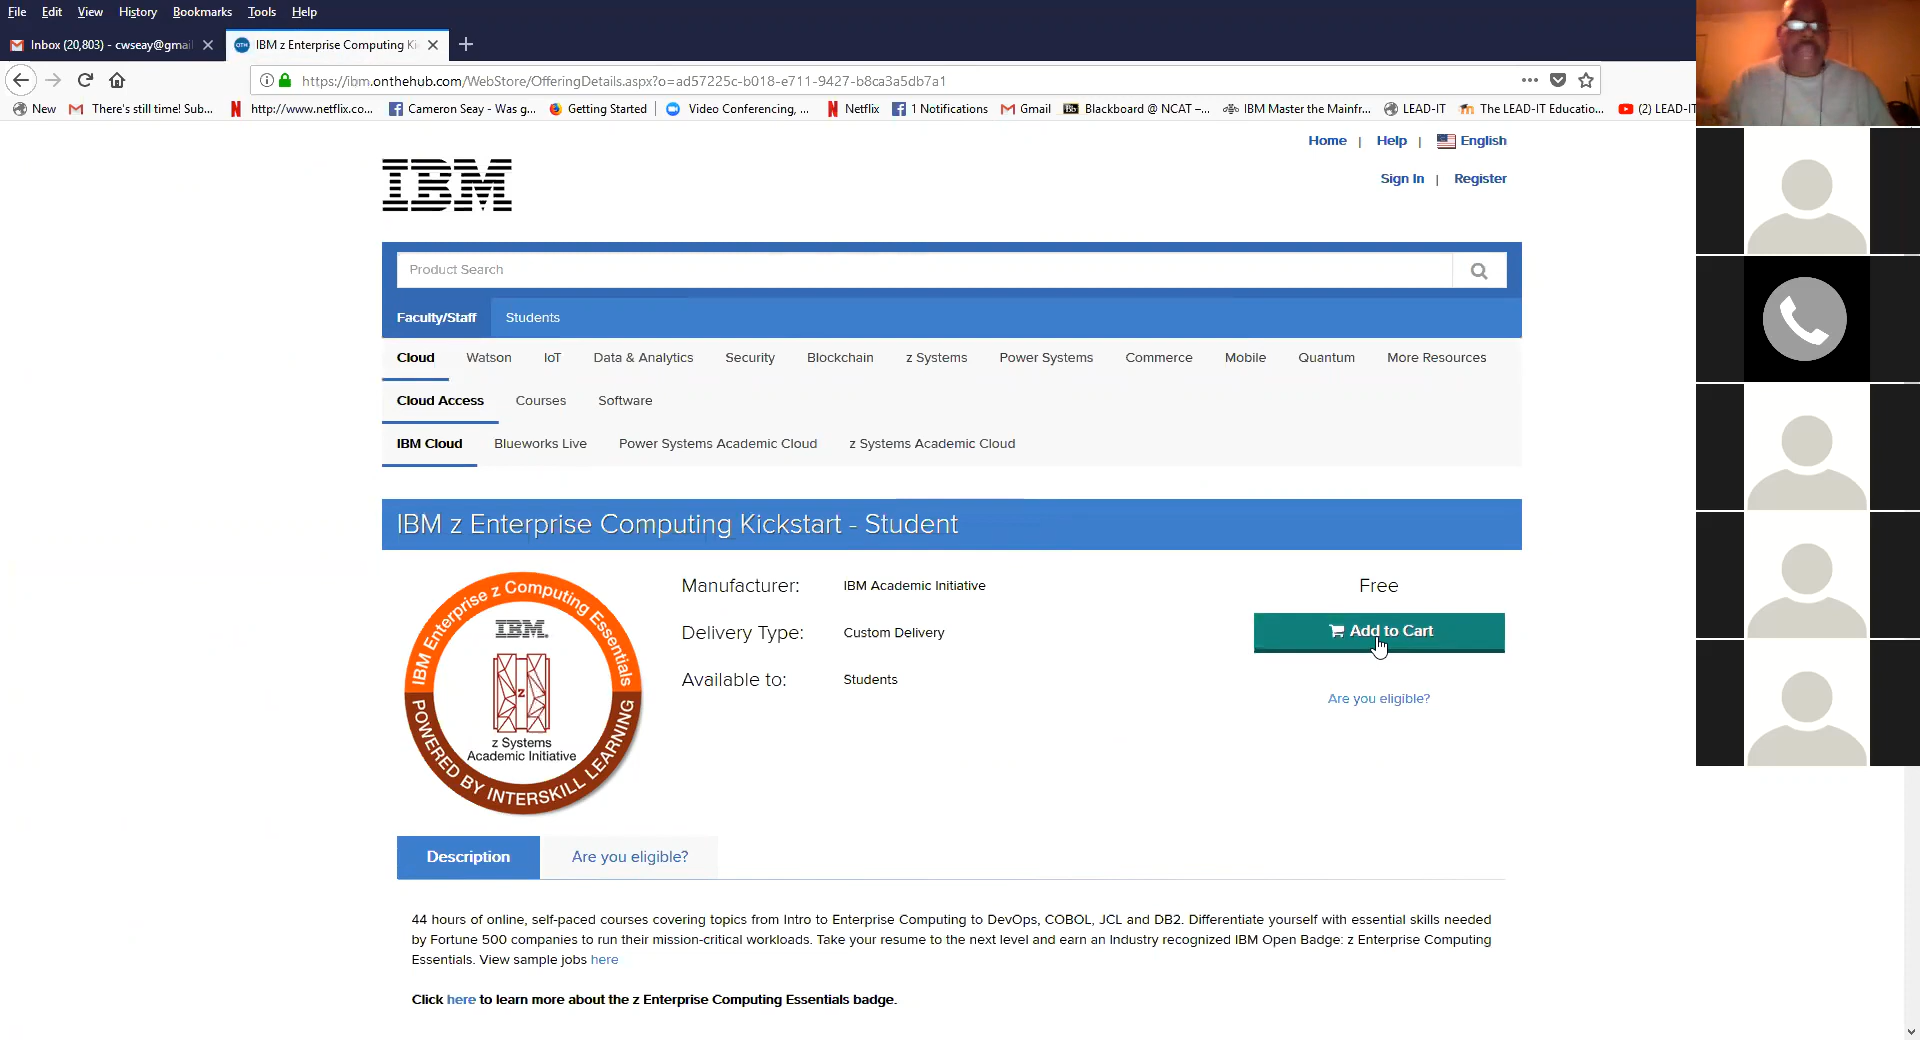 File Edit View History Bookmarks Tools Help
Inbox (20,803) - cwseay@gmai
IBM z Enterprise Computing Ki
https://ibm.onthehub.com/WebStore/OfferingDetails.aspx?o=ad57225c-b018-e711-9427-b8ca3a5db7a1
New There's still time! Sub... http://www.netflix.co... Cameron Seay - Was g... Getting Started Video Conferencing, ... Netflix 1 Notifications Gmail Blackboard @ NCAT –... IBM Master the Mainfr... LEAD-IT The LEAD-IT Educatio... (2) LEAD-IT
Home | Help | English
Sign In | Register
IBM
Product Search
Faculty/Staff Students
Cloud Watson IoT Data & Analytics Security Blockchain z Systems Power Systems Commerce Mobile Quantum More Resources
Cloud Access Courses Software
IBM Cloud Blueworks Live Power Systems Academic Cloud z Systems Academic Cloud
IBM z Enterprise Computing Kickstart - Student
IBM Enterprise z Computing Essentials
IBM.
z
z Systems
Academic Initiative
POWERED BY INTERSKILL LEARNING
Manufacturer: IBM Academic Initiative
Delivery Type: Custom Delivery
Available to: Students
Free
Add to Cart
Are you eligible?
Description Are you eligible?
44 hours of online, self-paced courses covering topics from Intro to Enterprise Computing to DevOps, COBOL, JCL and DB2. Differentiate yourself with essential skills needed
by Fortune 500 companies to run their mission-critical workloads. Take your resume to the next level and earn an Industry recognized IBM Open Badge: z Enterprise Computing
Essentials. View sample jobs here
Click here to learn more about the z Enterprise Computing Essentials badge.